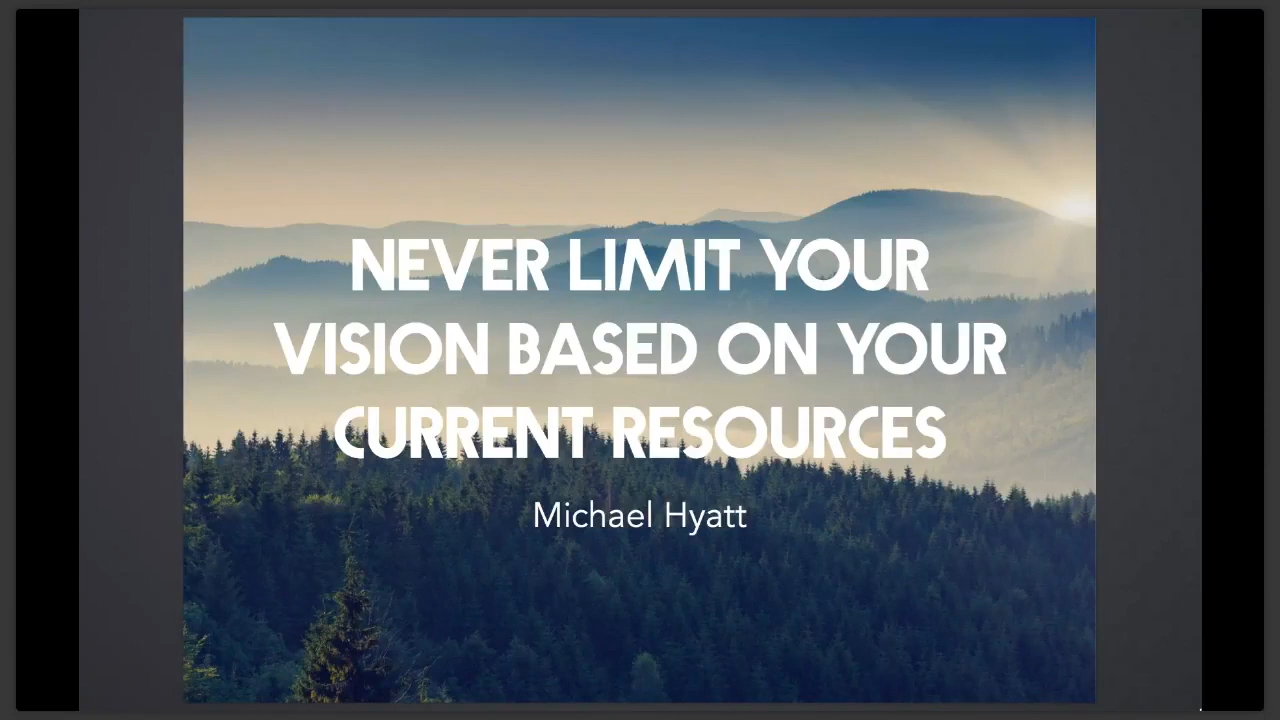 NEVER LIMIT YOUR
VISION BASED ON YOUR
CURRENT RESOURCES
Michael Hyatt